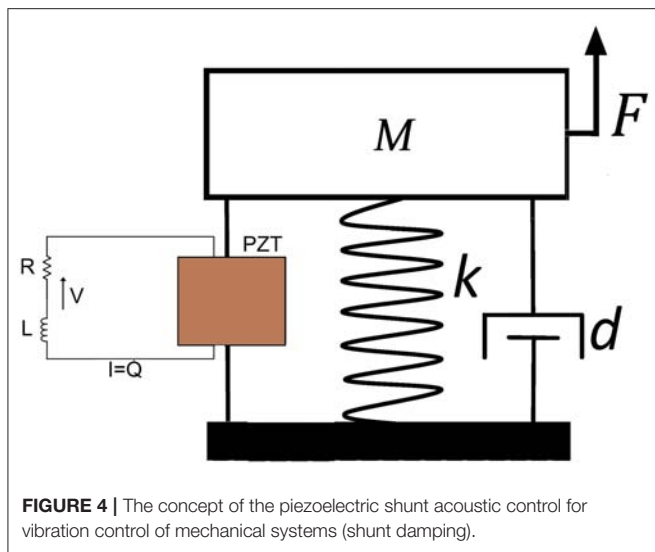 M
F
PZT
R
V
L
I=Q
k
d
FIGURE 4 | The concept of the piezoelectric shunt acoustic control for
vibration control of mechanical systems (shunt damping).